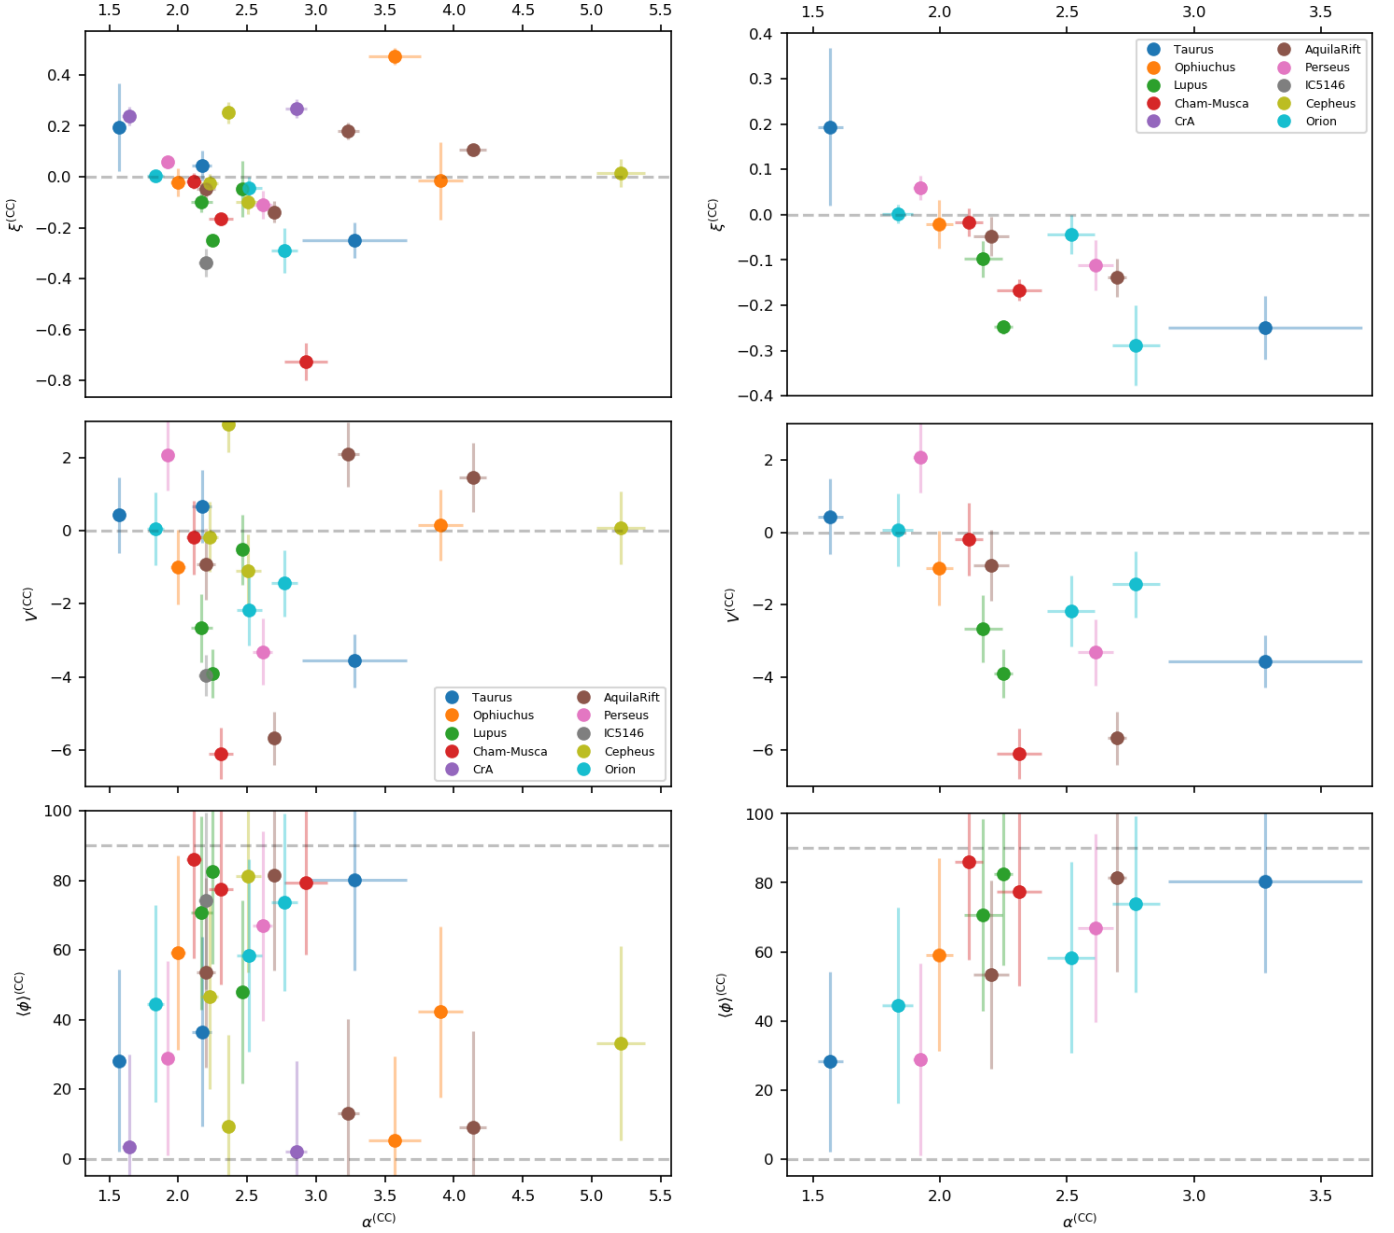 1.5 2.0 2.5 3.0 3.5 4.0 4.5 5.0 5.5
0.4
0.2
0.0
−0.2
−0.4
−0.6
−0.8
ξ(CC)
2
0
−2
−4
−6
V(CC)
Taurus AquilaRift
Ophiuchus Perseus
Lupus IC5146
Cham-Musca Cepheus
CrA Orion
100
80
60
40
20
0
⟨ϕ⟩(CC)
1.5 2.0 2.5 3.0 3.5 4.0 4.5 5.0 5.5
α(CC)
1.5 2.0 2.5 3.0 3.5
0.4
0.3
0.2
0.1
0.0
−0.1
−0.2
−0.3
−0.4
ξ(CC)
Taurus AquilaRift
Ophiuchus Perseus
Lupus IC5146
Cham-Musca Cepheus
CrA Orion
2
0
−2
−4
−6
V(CC)
100
80
60
40
20
0
⟨ϕ⟩(CC)
1.5 2.0 2.5 3.0 3.5
α(CC)